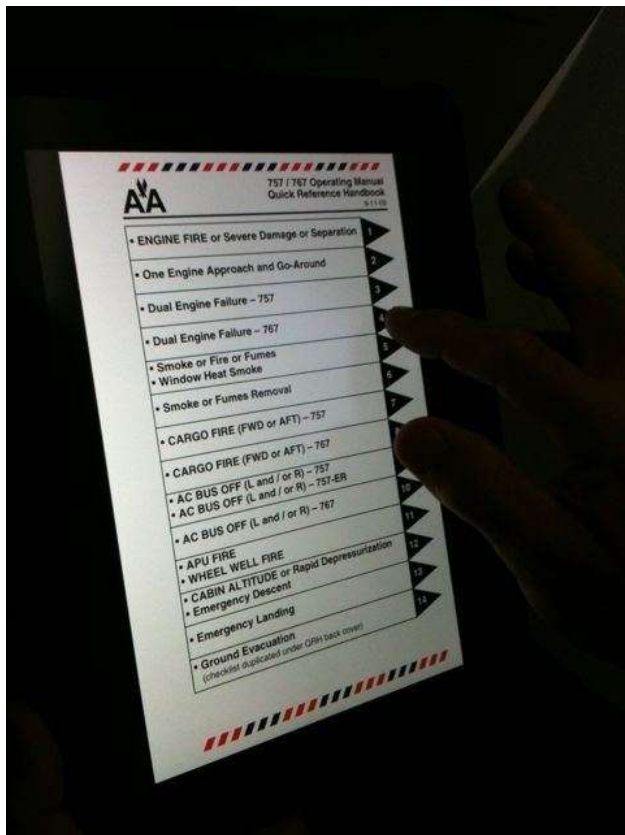 AA
757 / 767 Operating Manual
Quick Reference Handbook
• ENGINE FIRE or Severe Damage or Separation 1
• One Engine Approach and Go-Around 2
• Dual Engine Failure – 757 3
• Dual Engine Failure – 767 4
• Smoke or Fire or Fumes 5
• Window Heat Smoke
• Smoke or Fumes Removal 6
• CARGO FIRE (FWD or AFT) – 757 7
• CARGO FIRE (FWD or AFT) – 767
• AC BUS OFF (L and / or R) – 757
• AC BUS OFF (L and / or R) – 757-ER
• AC BUS OFF (L and / or R) – 767 10
• APU FIRE 11
• WHEEL WELL FIRE
• CABIN ALTITUDE or Rapid Depressurization 12
• Emergency Descent
• Emergency Landing 13
• Ground Evacuation 14
(checklist duplicated under QRH back cover)